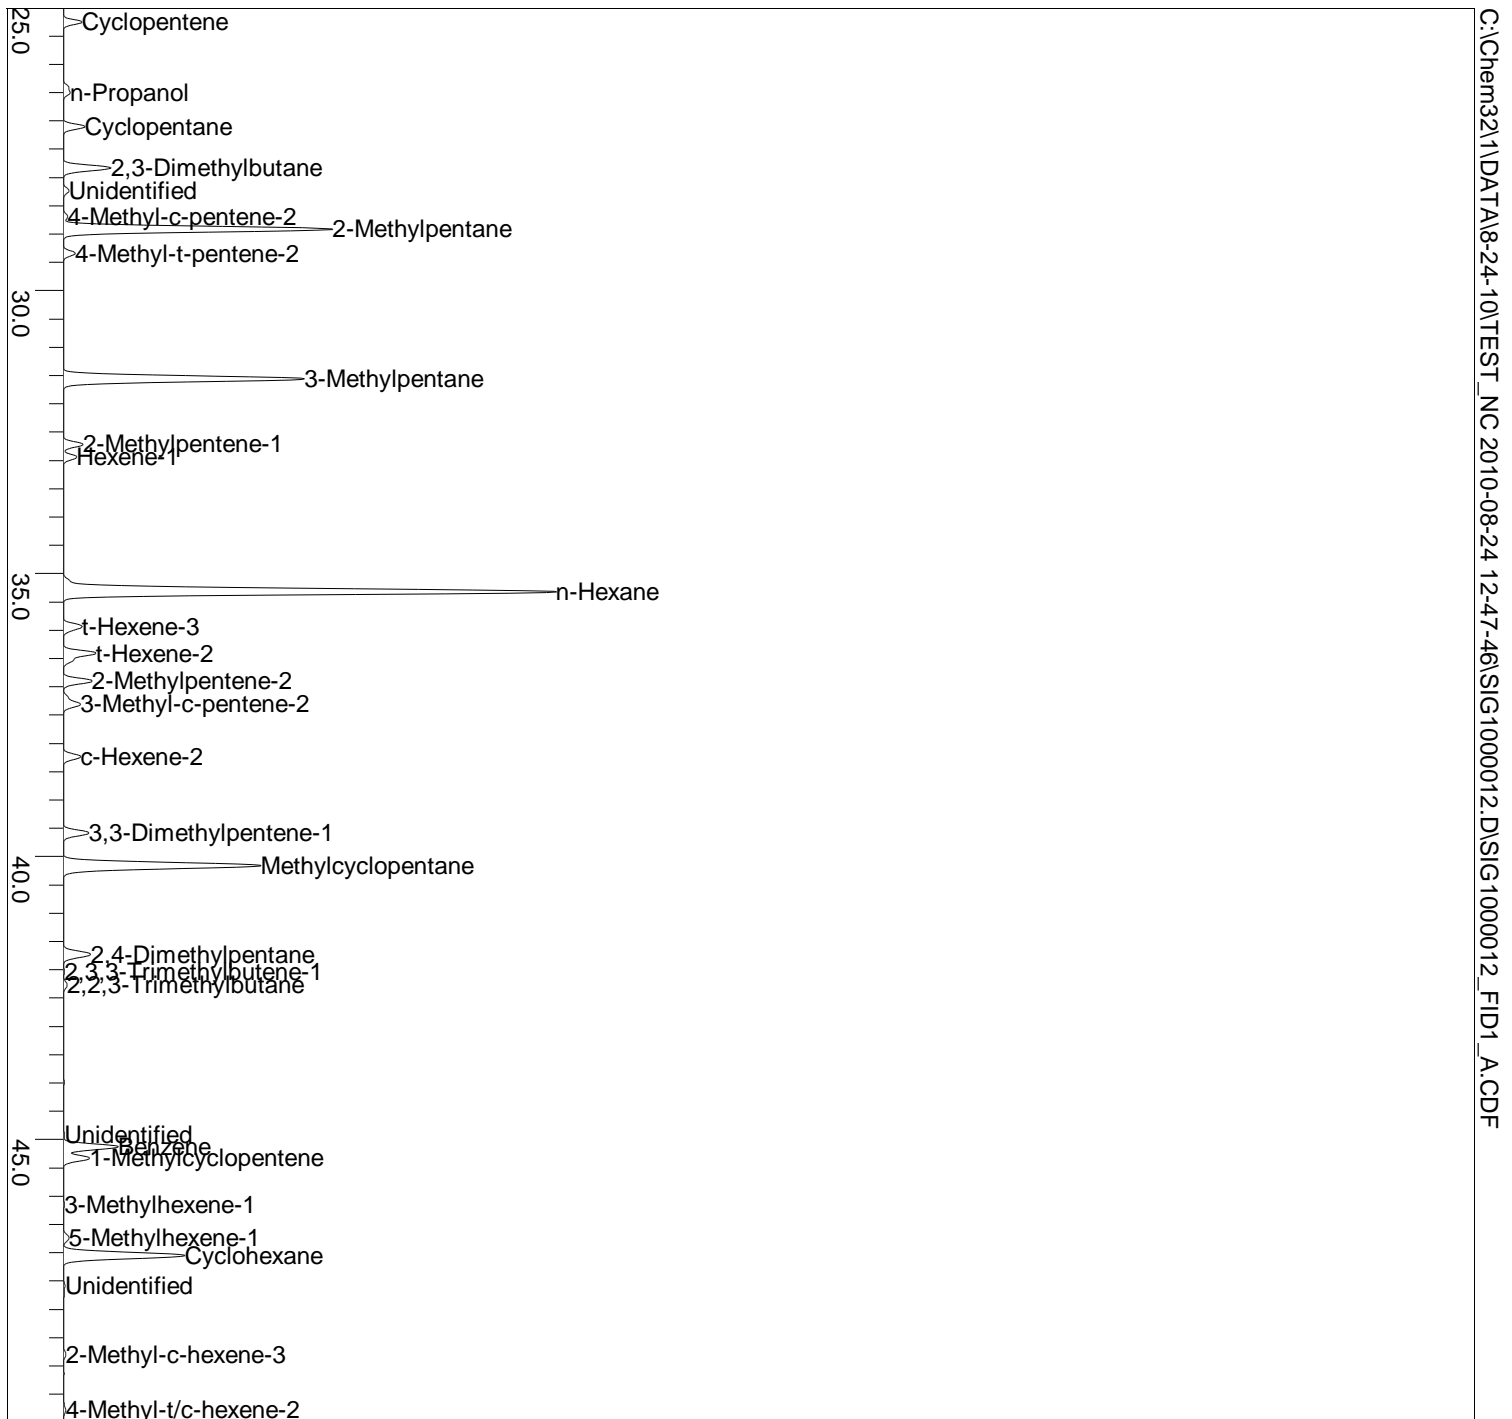 C:\Chem32\1\DATA\8-24-10\TEST_NC 2010-08-24 12-47-46\SIG1000012.D\SIG1000012_FID1_A.CDF
25.0
Cyclopentene
n-Propanol
Cyclopentane
2,3-Dimethylbutane
Unidentified
4-Methyl-c-pentene-2
2-Methylpentane
4-Methyl-t-pentene-2
30.0
3-Methylpentane
2-Methylpentene-1
Hexene-1
35.0
n-Hexane
t-Hexene-3
t-Hexene-2
2-Methylpentene-2
3-Methyl-c-pentene-2
c-Hexene-2
3,3-Dimethylpentene-1
40.0
Methylcyclopentane
2,4-Dimethylpentane
2,3,3-Trimethylbutene-1
2,2,3-Trimethylbutane
Unidentified
45.0
Benzene
1-Methylcyclopentene
3-Methylhexene-1
5-Methylhexene-1
Cyclohexane
Unidentified
2-Methyl-c-hexene-3
4-Methyl-t/c-hexene-2